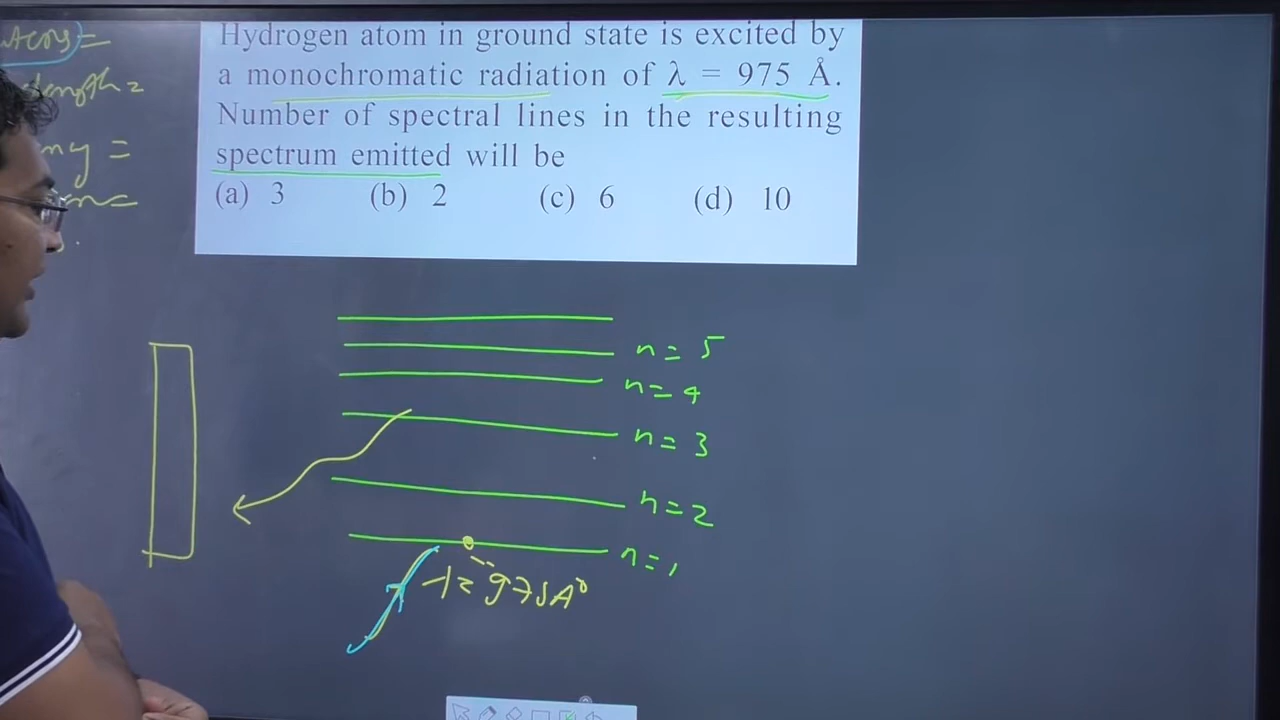 Hydrogen atom in ground state is excited by
a monochromatic radiation of λ = 975 Å.
Number of spectral lines in the resulting
spectrum emitted will be
(a) 3 (b) 2 (c) 6 (d) 10
n = 5
n = 4
n = 3
n = 2
n = 1
λ = 975 A°